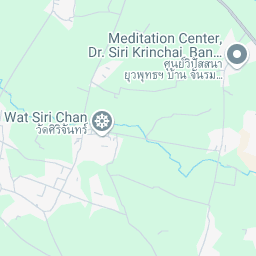 Meditation Center,
Dr. Siri Krinchai, Ban...
ศูนย์วิปัสสนา
ยุวพุทธฯ บ้าน จันรม...
Wat Siri Chan
วัดศิริจันทร์